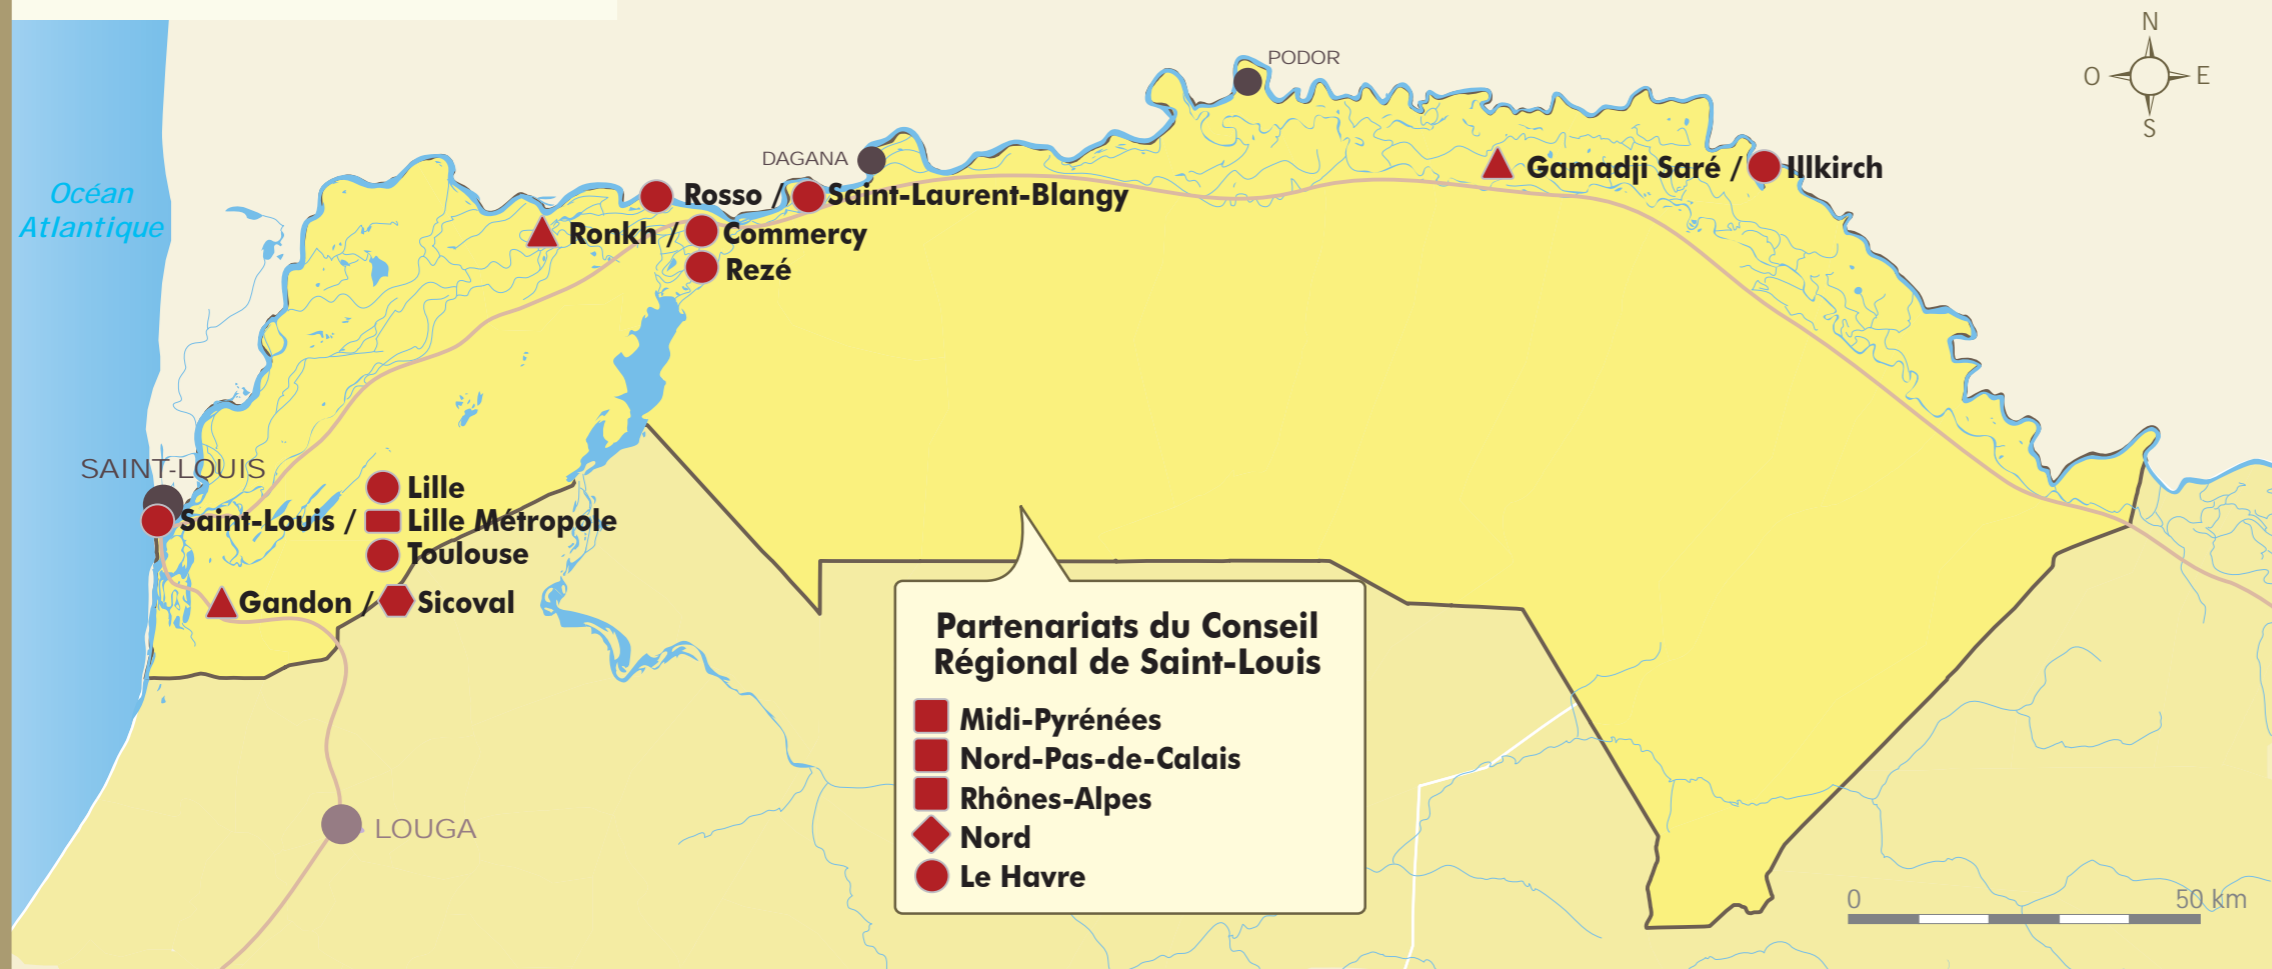 N
O E
S
PODOR
DAGANA
Océan
Atlantique
Gamadji Saré / Illkirch
Rosso / Saint-Laurent-Blangy
Ronkh / Commercy
Rezé
SAINT-LOUIS
Lille
Saint-Louis / Lille Métropole
Toulouse
Gandon / Sicoval
Partenariats du Conseil
Régional de Saint-Louis
Midi-Pyrénées
Nord-Pas-de-Calais
Rhônes-Alpes
Nord
Le Havre
LOUGA
0 50 km